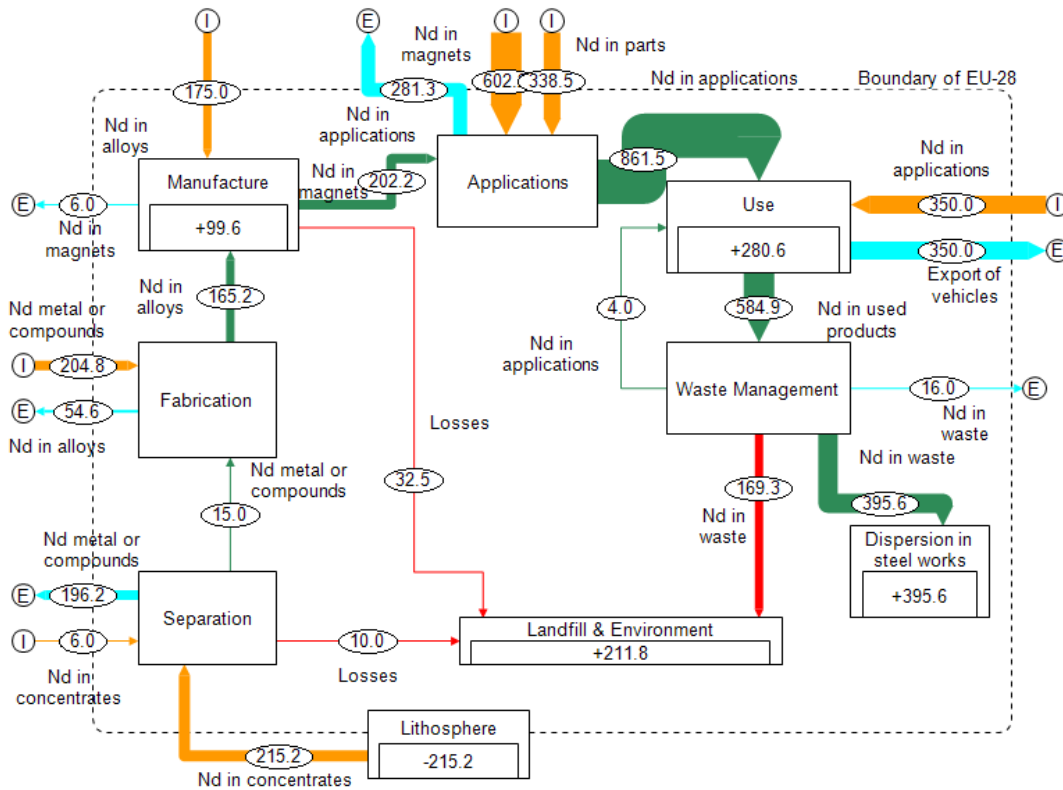 I
E
Nd in
magnets
I
I
Nd in parts
Nd in applications
Boundary of EU-28
175.0
281.3
602.
338.5
Nd in
alloys
Nd in
applications
Manufacture
+99.6
Nd in
magnets
202.2
Applications
861.5
Use
+280.6
Nd in
applications
350.0
I
350.0
E
Export of
vehicles
E
6.0
Nd in
magnets
Nd in
alloys
165.2
Nd metal or
compounds
I
204.8
E
54.6
Nd in alloys
Fabrication
4.0
Nd in
applications
584.9
Nd in used
products
Waste Management
16.0
E
Nd in
waste
Losses
32.5
Nd metal or
compounds
15.0
169.3
Nd in
waste
Nd in waste
395.6
Dispersion in
steel works
+395.6
Nd metal or
compounds
E
196.2
I
6.0
Nd in
concentrates
Separation
10.0
Losses
Landfill & Environment
+211.8
Lithosphere
-215.2
215.2
Nd in concentrates